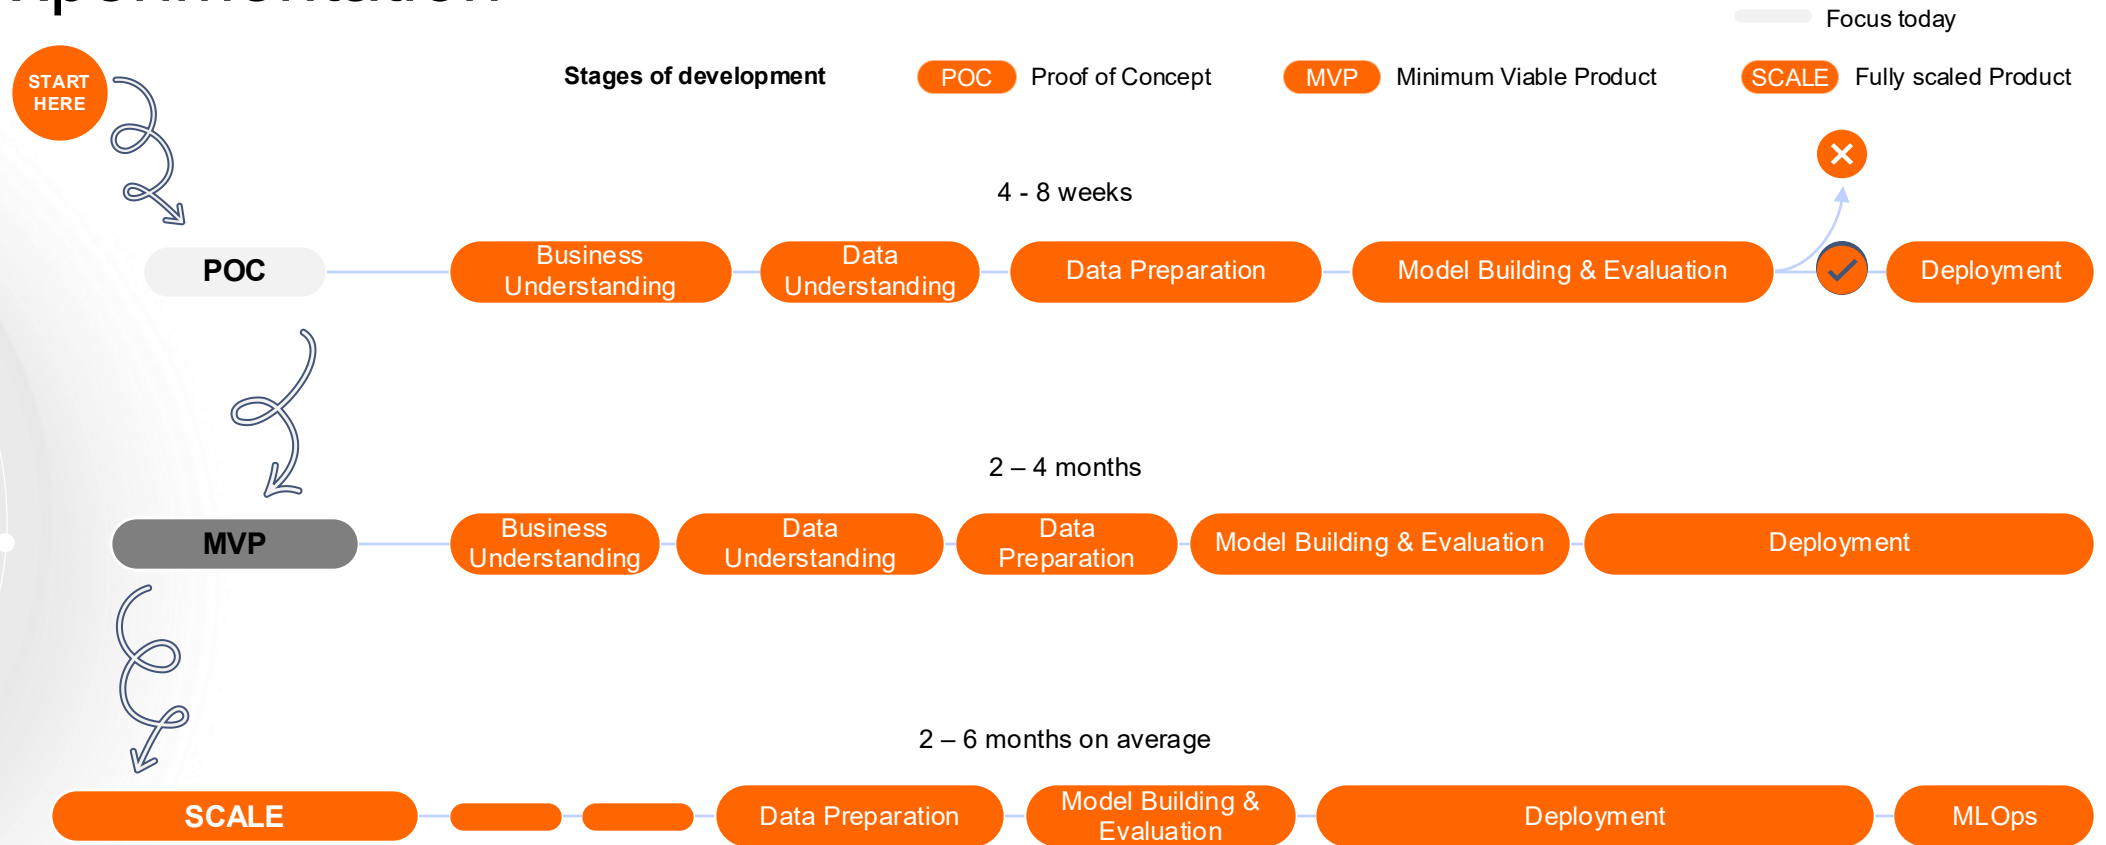 Focus today
START
HERE
Stages of development
POC Proof of Concept
MVP Minimum Viable Product
SCALE Fully scaled Product
4 - 8 weeks
POC
Business
Understanding
Data
Understanding
Data Preparation
Model Building & Evaluation
Deployment
2 – 4 months
MVP
Business
Understanding
Data
Understanding
Data
Preparation
Model Building & Evaluation
Deployment
2 – 6 months on average
SCALE
Data Preparation
Model Building &
Evaluation
Deployment
MLOps